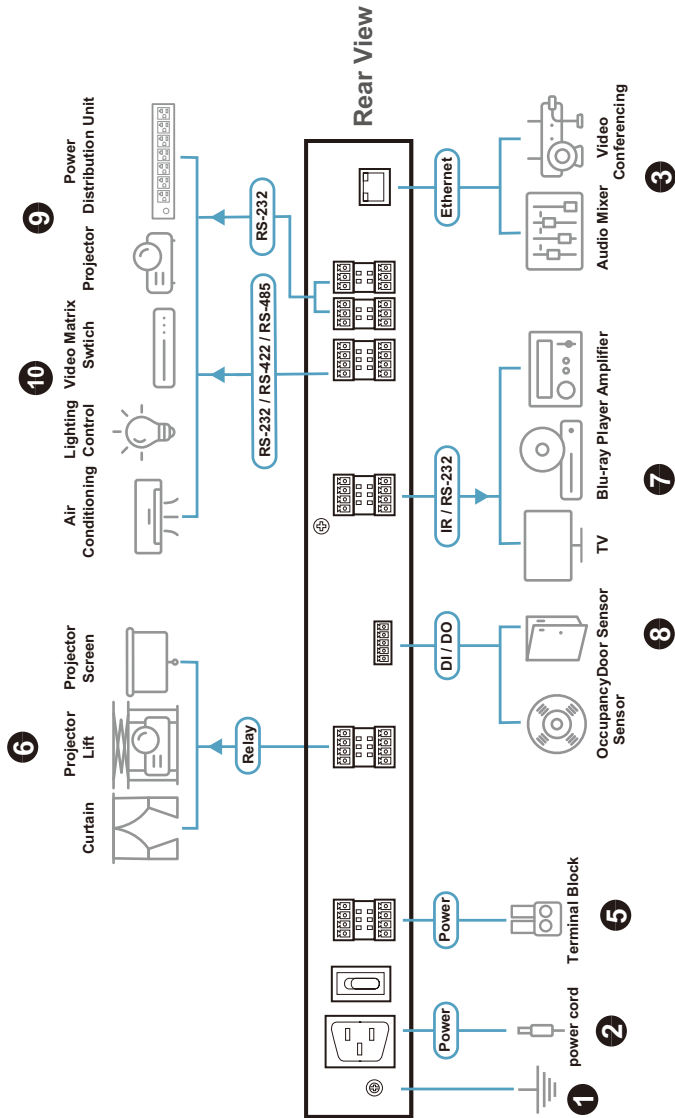 6
10
9
Curtain
Projector
Lift
Projector
Screen
Air
Conditioning
Lighting
Control
Video Matrix
Swtich
Projector
Power
Distribution Unit
Relay
RS-232 / RS-422 / RS-485
RS-232
Rear View
Power
Power
DI / DO
IR / RS-232
Ethernet
power cord
Terminal Block
Occupancy
Sensor
Door Sensor
TV
Blu-ray Player
Amplifier
Audio Mixer
Video
Conferencing
1
2
5
8
7
3